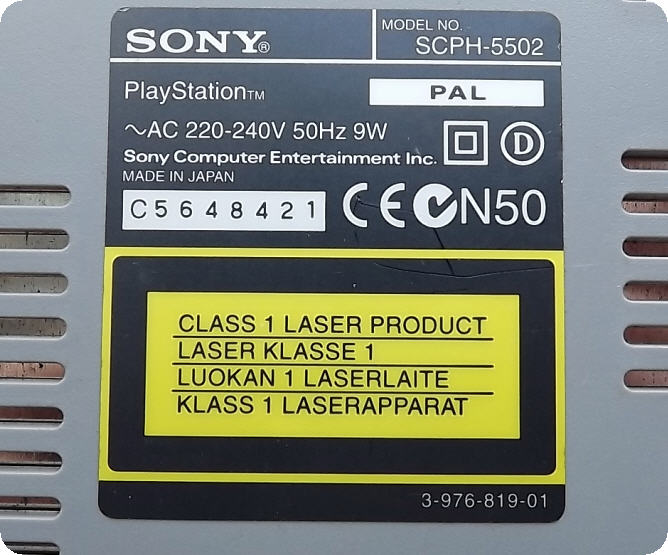 SONY®
MODEL NO.
SCPH-5502
PlayStation™
PAL
~AC 220-240V 50Hz 9W
Sony Computer Entertainment Inc.
D
MADE IN JAPAN
C5648421
CE N50
CLASS 1 LASER PRODUCT
LASER KLASSE 1
LUOKAN 1 LASERLAITE
KLASS 1 LASERAPPARAT
3-976-819-01